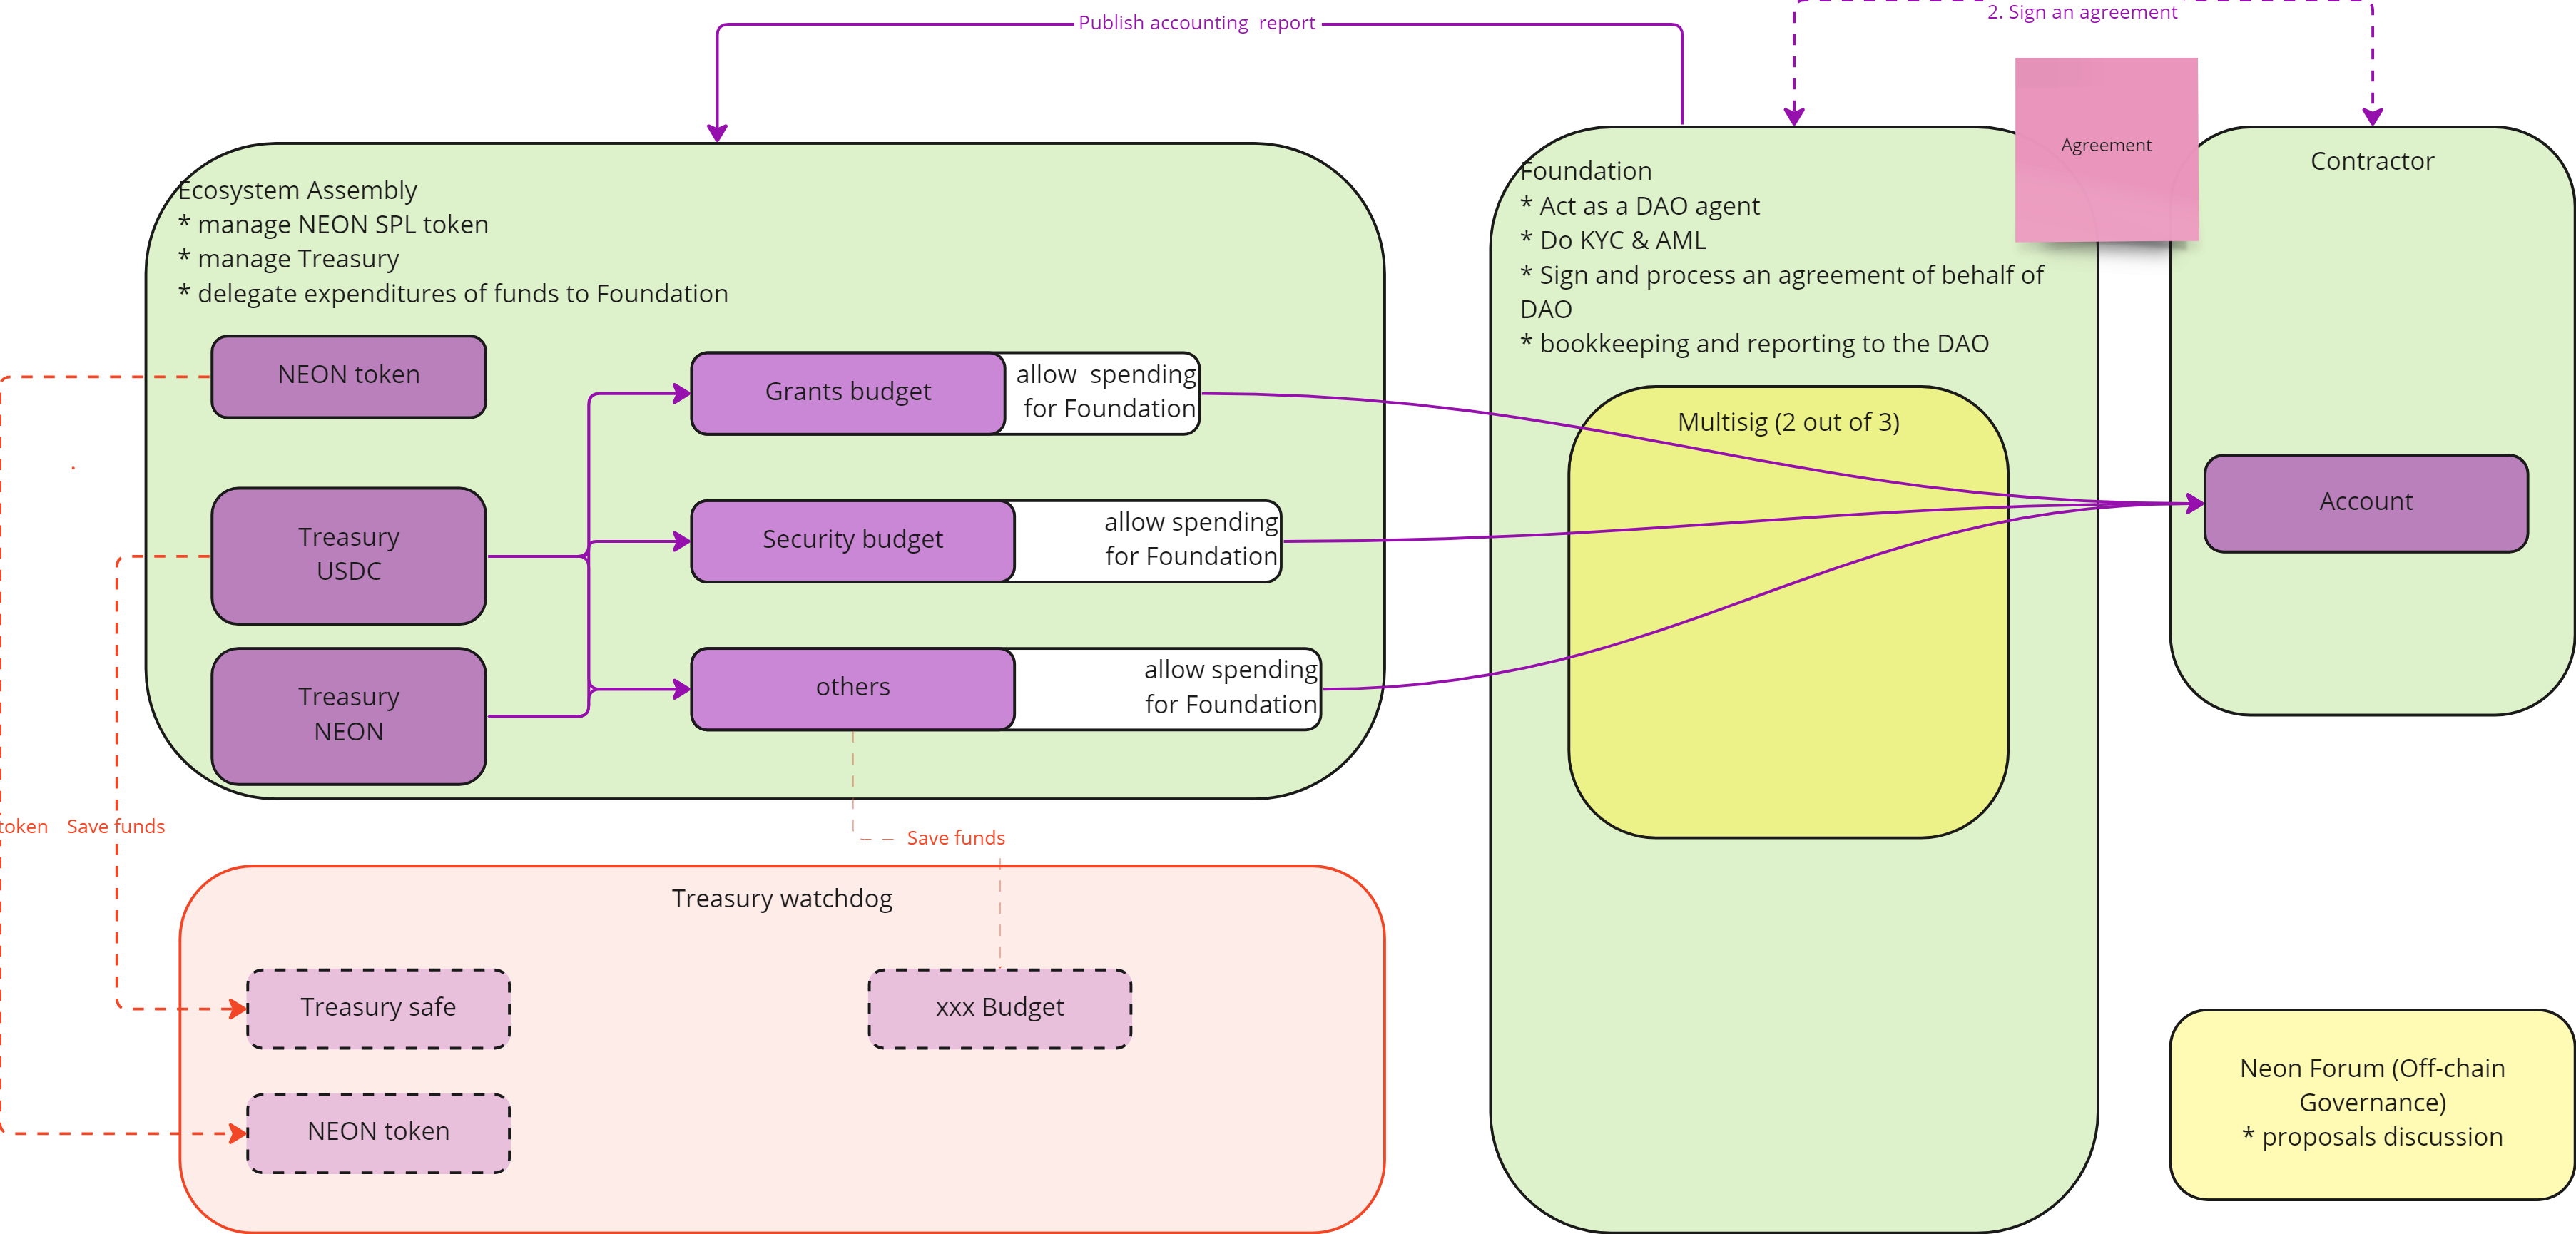 Publish accounting  report
2. Sign an agreement
Agreement
Ecosystem Assembly
* manage NEON SPL token
* manage Treasury
* delegate expenditures of funds to Foundation
NEON token
Treasury
USDC
Treasury
NEON
Grants budget
allow  spending
for Foundation
Security budget
allow spending
for Foundation
others
allow spending
for Foundation
Foundation
* Act as a DAO agent
* Do KYC & AML
* Sign and process an agreement of behalf of
DAO
* bookkeeping and reporting to the DAO
Multisig (2 out of 3)
Contractor
Account
token
Save funds
Save funds
Treasury watchdog
Treasury safe
xxx Budget
NEON token
Neon Forum (Off-chain
Governance)
* proposals discussion